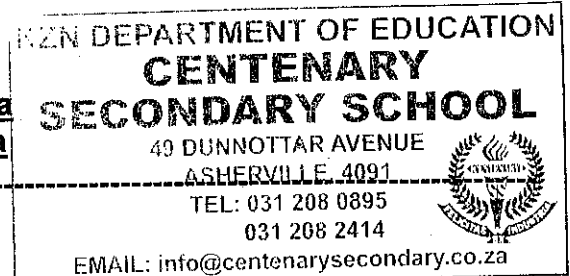 KZN DEPARTMENT OF EDUCATION
CENTENARY
SECONDARY SCHOOL
a
a
49 DUNNOTTAR AVENUE
ASHERVILLE, 4091
TEL: 031 208 0895
031 208 2414
EMAIL: info@centenarysecondary.co.za